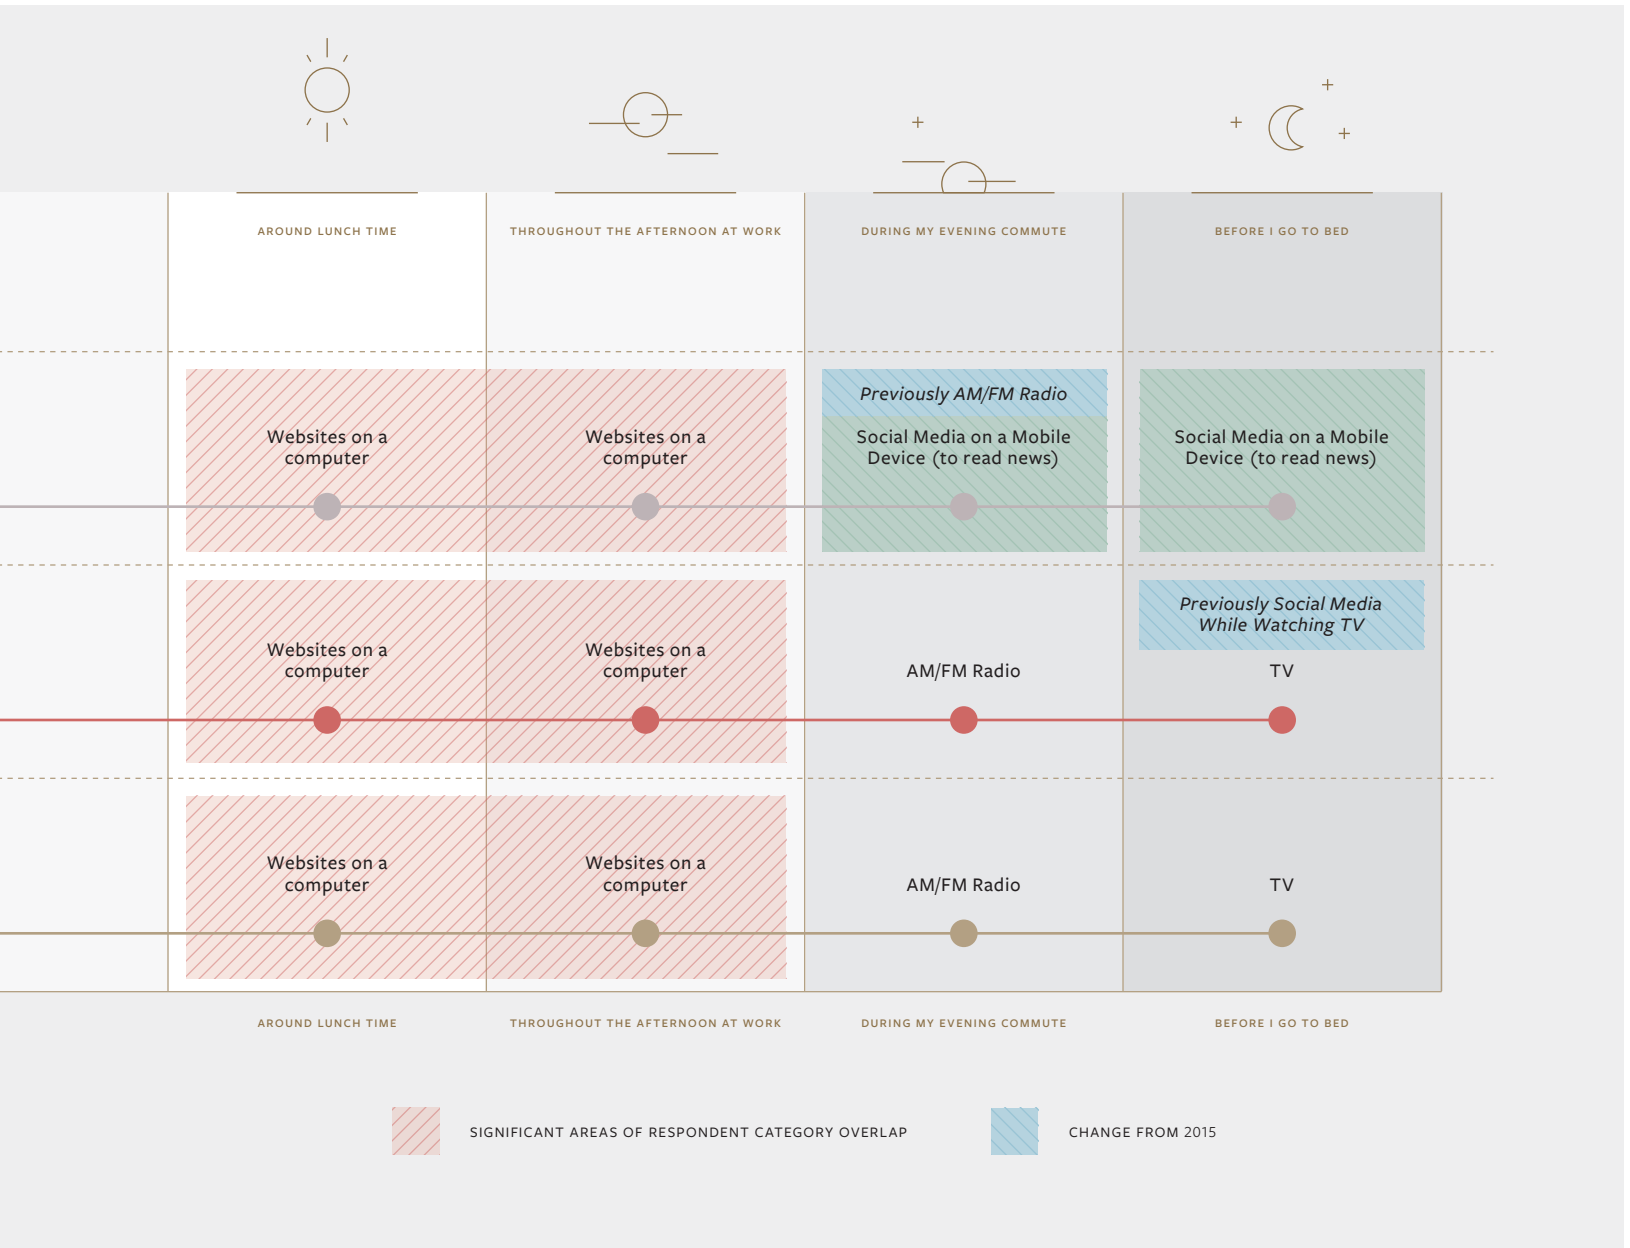 AROUND LUNCH TIME
THROUGHOUT THE AFTERNOON AT WORK
DURING MY EVENING COMMUTE
BEFORE I GO TO BED
Websites on a
computer
Websites on a
computer
Previously AM/FM Radio
Social Media on a Mobile
Device (to read news)
Social Media on a Mobile
Device (to read news)
Websites on a
computer
Websites on a
computer
AM/FM Radio
Previously Social Media
While Watching TV
TV
Websites on a
computer
Websites on a
computer
AM/FM Radio
TV
AROUND LUNCH TIME
THROUGHOUT THE AFTERNOON AT WORK
DURING MY EVENING COMMUTE
BEFORE I GO TO BED
SIGNIFICANT AREAS OF RESPONDENT CATEGORY OVERLAP
CHANGE FROM 2015